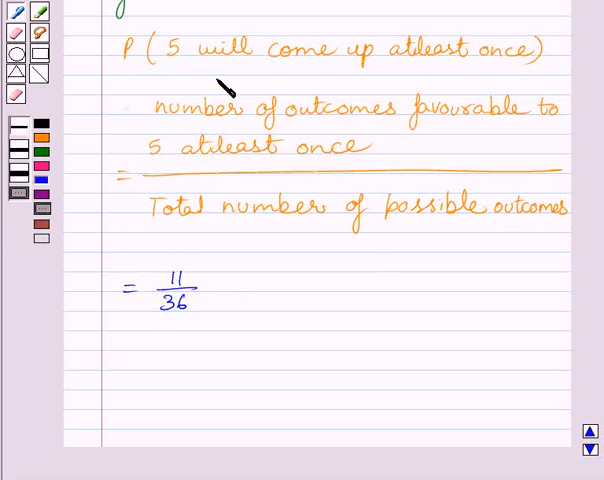 P ( 5 will come up atleast once )
number of outcomes favourable to
5 atleast once
=
Total number of possible outcomes
= 11
36